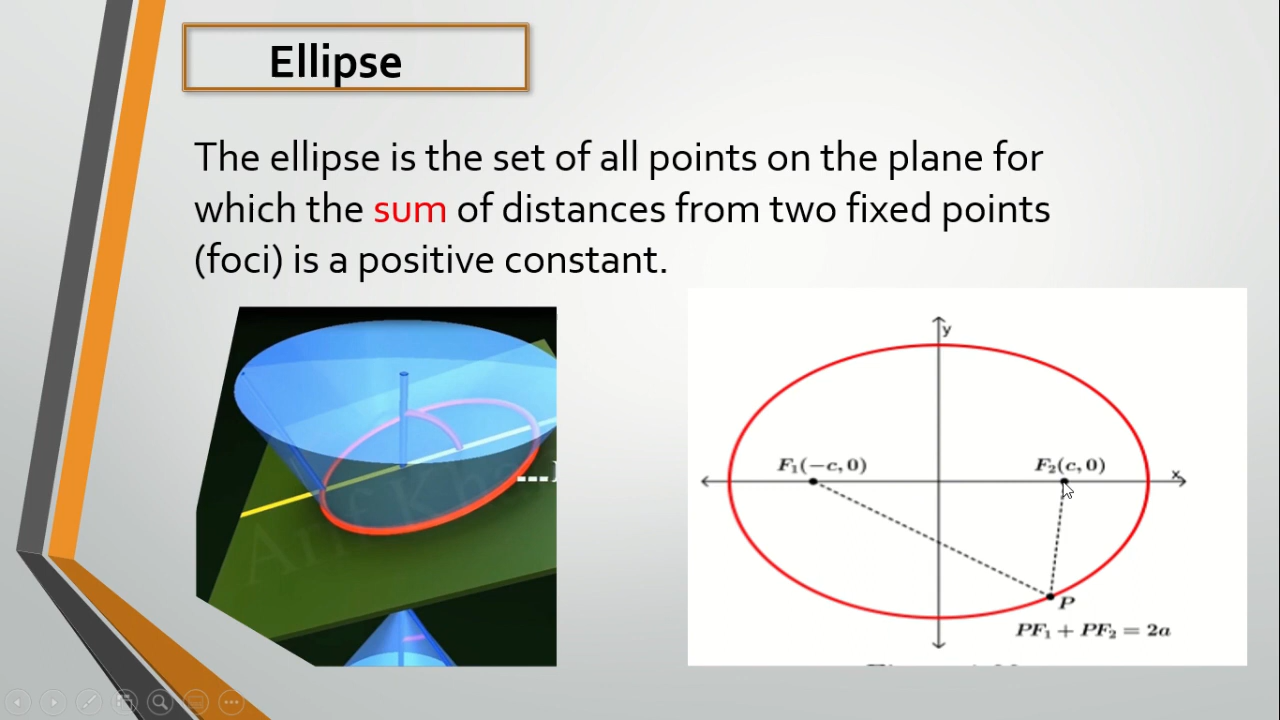 Ellipse
The ellipse is the set of all points on the plane for
which the sum of distances from two fixed points
(foci) is a positive constant.
y
F₁(−c, 0)
F₂(c, 0)
x
P
PF₁ + PF₂ = 2a